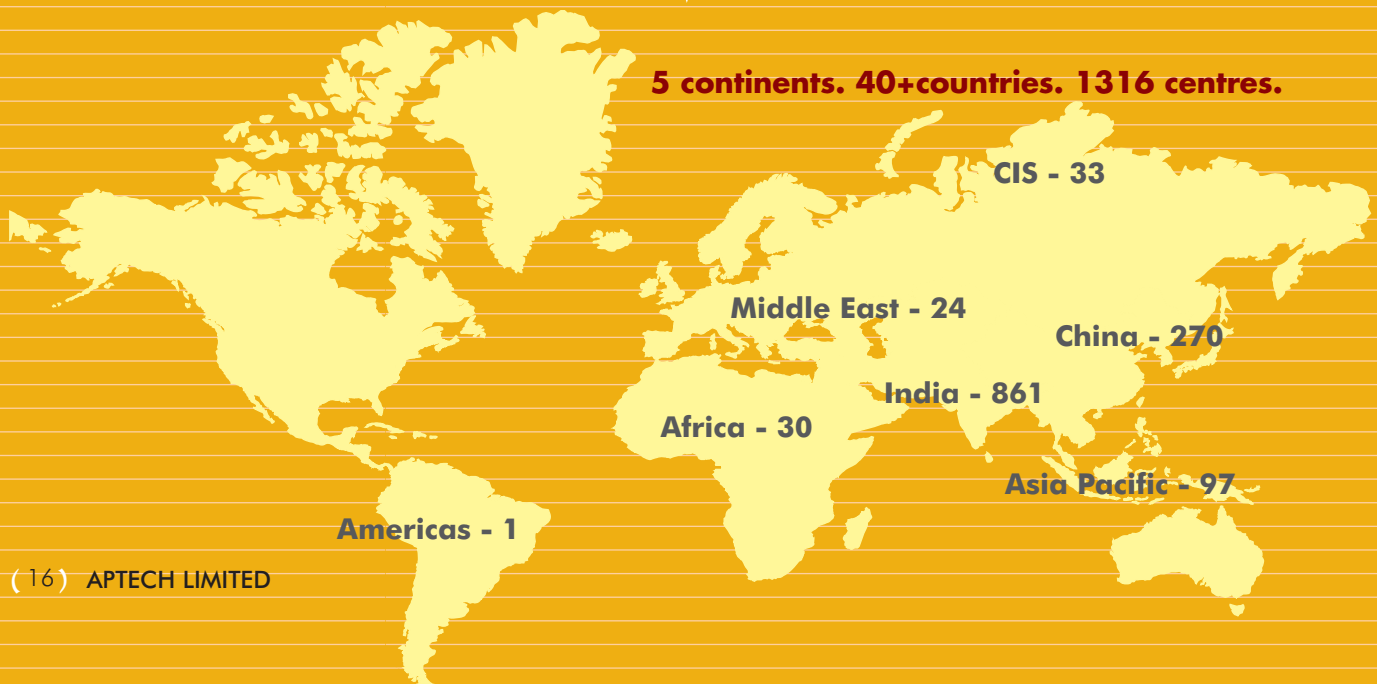 5 continents. 40+countries. 1316 centres.
CIS - 33
Middle East - 24
China - 270
India - 861
Africa - 30
Asia Pacific - 97
Americas - 1
( 16 ) APTECH LIMITED